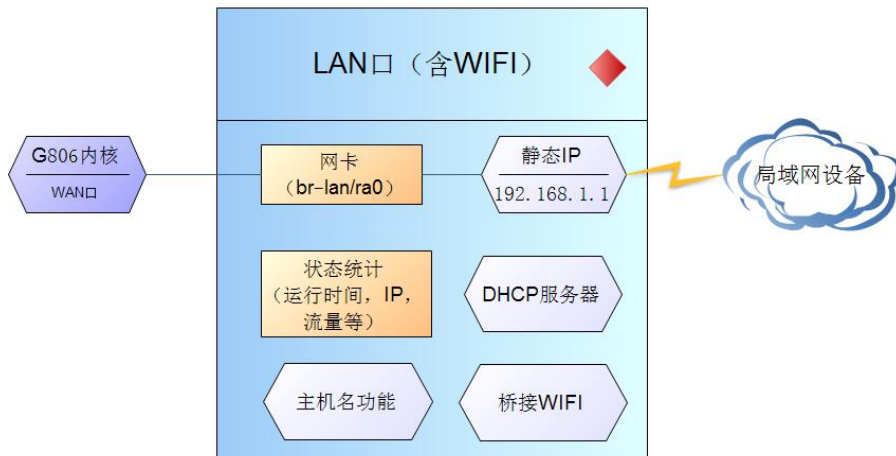 LAN口（含WIFI）
G806内核
WAN口
网卡
（br-lan/ra0）
静态IP
192.168.1.1
局域网设备
状态统计
（运行时间，IP，
流量等）
DHCP服务器
主机名功能
桥接WIFI